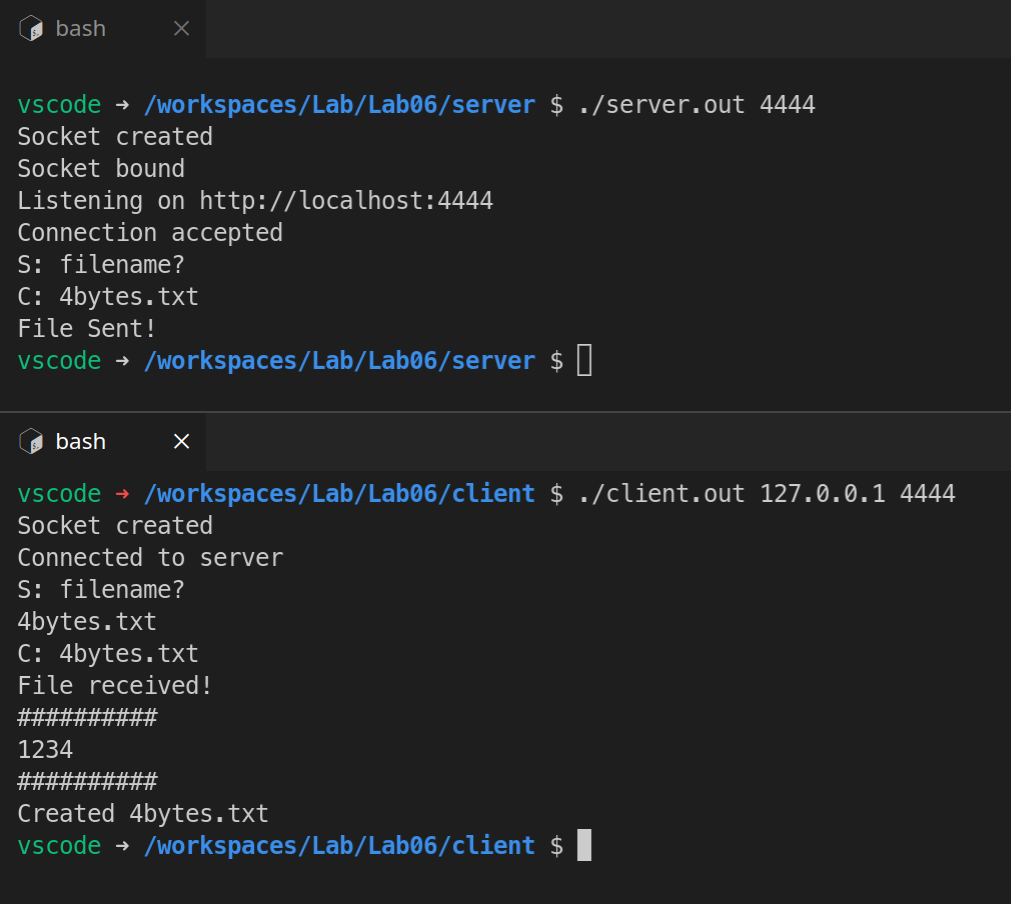 bash
vscode ➜ /workspaces/Lab/Lab06/server $ ./server.out 4444
Socket created
Socket bound
Listening on http://localhost:4444
Connection accepted
S: filename?
C: 4bytes.txt
File Sent!
vscode ➜ /workspaces/Lab/Lab06/server $
bash
vscode ➜ /workspaces/Lab/Lab06/client $ ./client.out 127.0.0.1 4444
Socket created
Connected to server
S: filename?
4bytes.txt
C: 4bytes.txt
File received!
##########
1234
##########
Created 4bytes.txt
vscode ➜ /workspaces/Lab/Lab06/client $